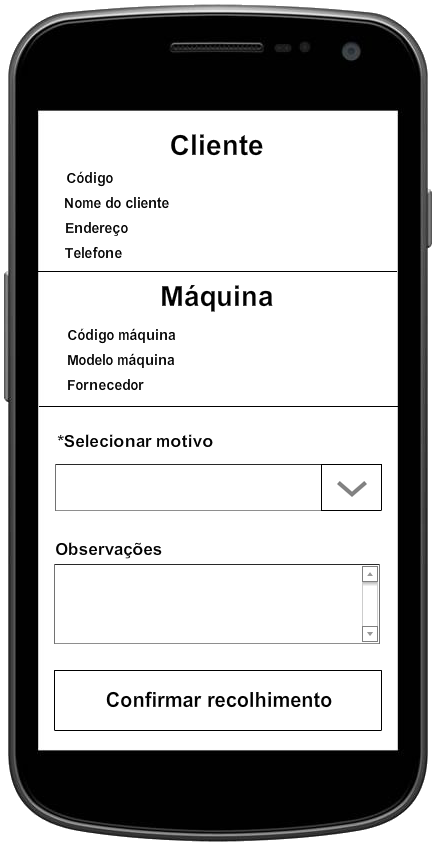 Cliente
Código
Nome do cliente
Endereço
Telefone
Máquina
Código máquina
Modelo máquina
Fornecedor
*Selecionar motivo
Observações
Confirmar recolhimento